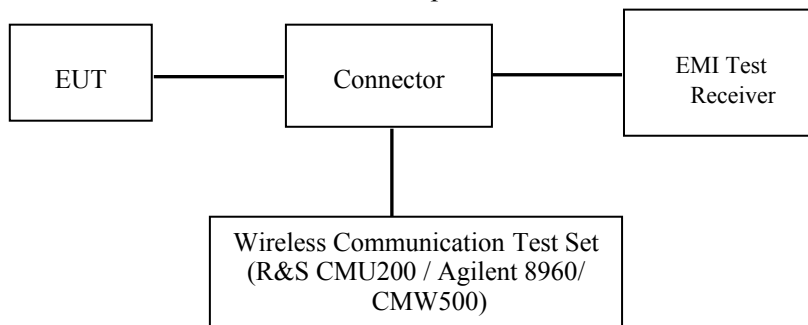 EUT
Connector
EMI Test
Receiver
Wireless Communication Test Set
(R&S CMU200 / Agilent 8960/
CMW500)